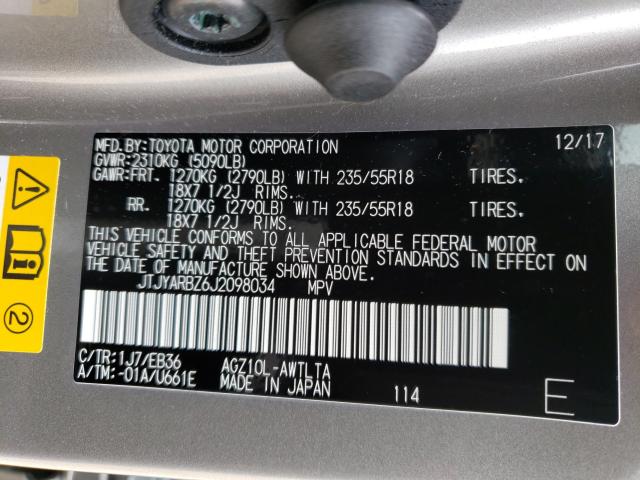 MFD.BY:TOYOTA MOTOR CORPORATION 12/17
GVWR:2310KG (5090LB)
GAWR:FRT. 1270KG (2790LB) WITH 235/55R18 TIRES.
18X7 1/2J RIMS.
RR. 1270KG (2790LB) WITH 235/55R18 TIRES.
18X7 1/2J RIMS.
THIS VEHICLE CONFORMS TO ALL APPLICABLE FEDERAL MOTOR
VEHICLE SAFETY AND THEFT PREVENTION STANDARDS IN EFFECT ON
THE DATE OF MANUFACTURE SHOWN ABOVE.
JTJYARBZ6J2098034 MPV
C/TR:1J7/EB36 AGZ10L-AWTLTA
A/TM:-01A/U661E MADE IN JAPAN 114 E
2